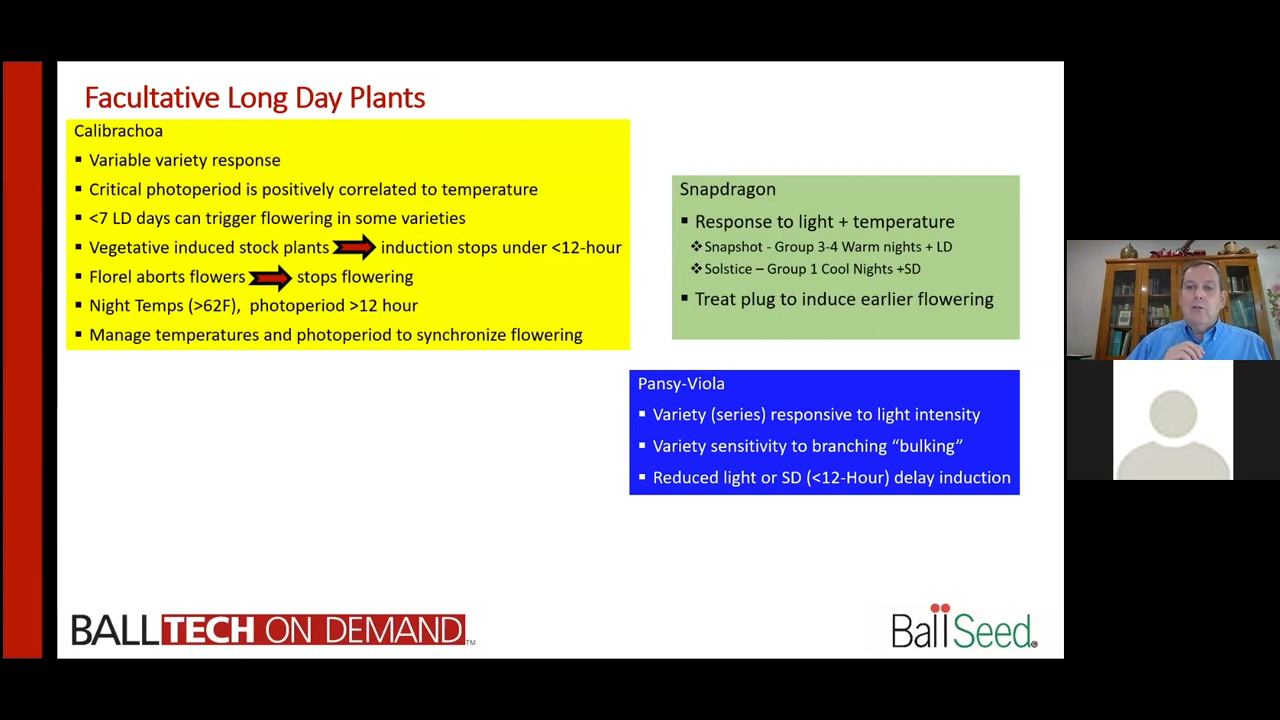 Facultative Long Day Plants
Calibrachoa
▪ Variable variety response
▪ Critical photoperiod is positively correlated to temperature
▪ <7 LD days can trigger flowering in some varieties
▪ Vegetative induced stock plants induction stops under <12-hour
▪ Florel aborts flowers stops flowering
▪ Night Temps (>62F), photoperiod >12 hour
▪ Manage temperatures and photoperiod to synchronize flowering
Snapdragon
▪ Response to light + temperature
❖Snapshot - Group 3-4 Warm nights + LD
❖Solstice – Group 1 Cool Nights +SD
▪ Treat plug to induce earlier flowering
Pansy-Viola
▪ Variety (series) responsive to light intensity
▪ Variety sensitivity to branching “bulking”
▪ Reduced light or SD (<12-Hour) delay induction
BALLTECH ON DEMAND™
Ball Seed®